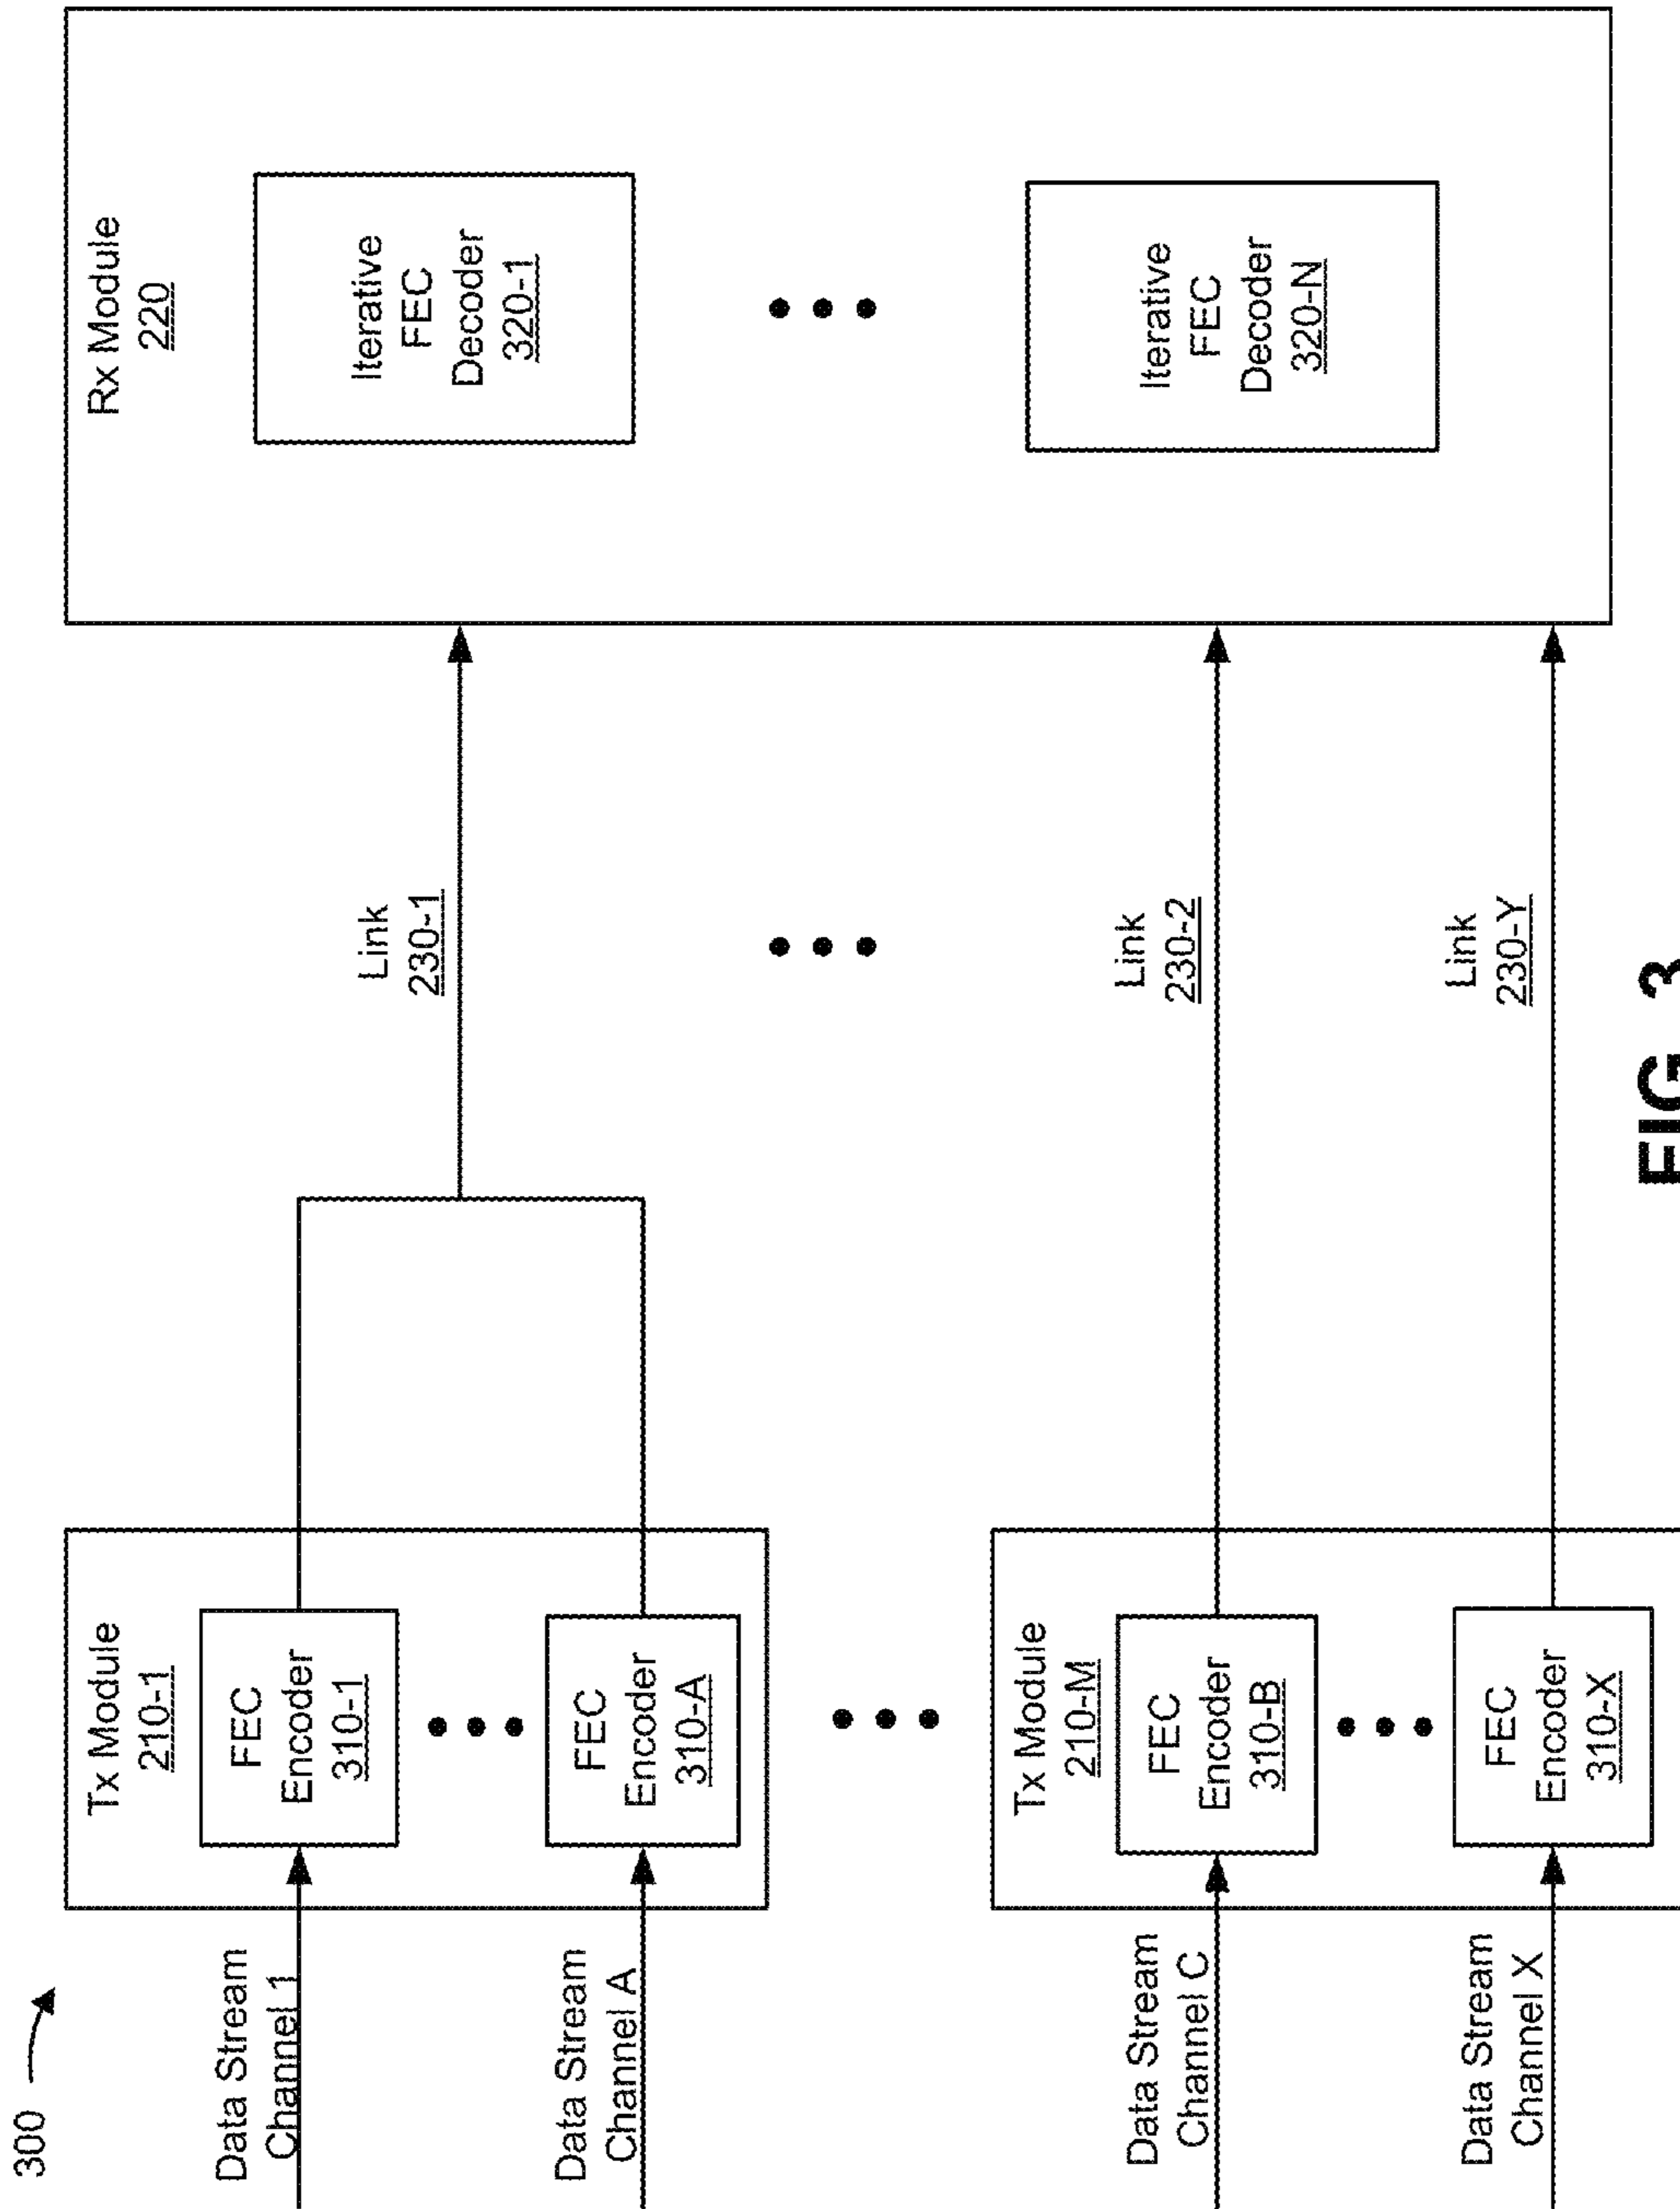 300
Data Stream
Channel 1
Data Stream
Channel A
Data Stream
Channel C
Data Stream
Channel X
Tx Module
210-1
FEC
Encoder
310-1
FEC
Encoder
310-A
Tx Module
210-M
FEC
Encoder
310-B
FEC
Encoder
310-X
Link
230-1
Link
230-2
Link
230-Y
Rx Module
220
Iterative
FEC
Decoder
320-1
Iterative
FEC
Decoder
320-N
FIG. 3